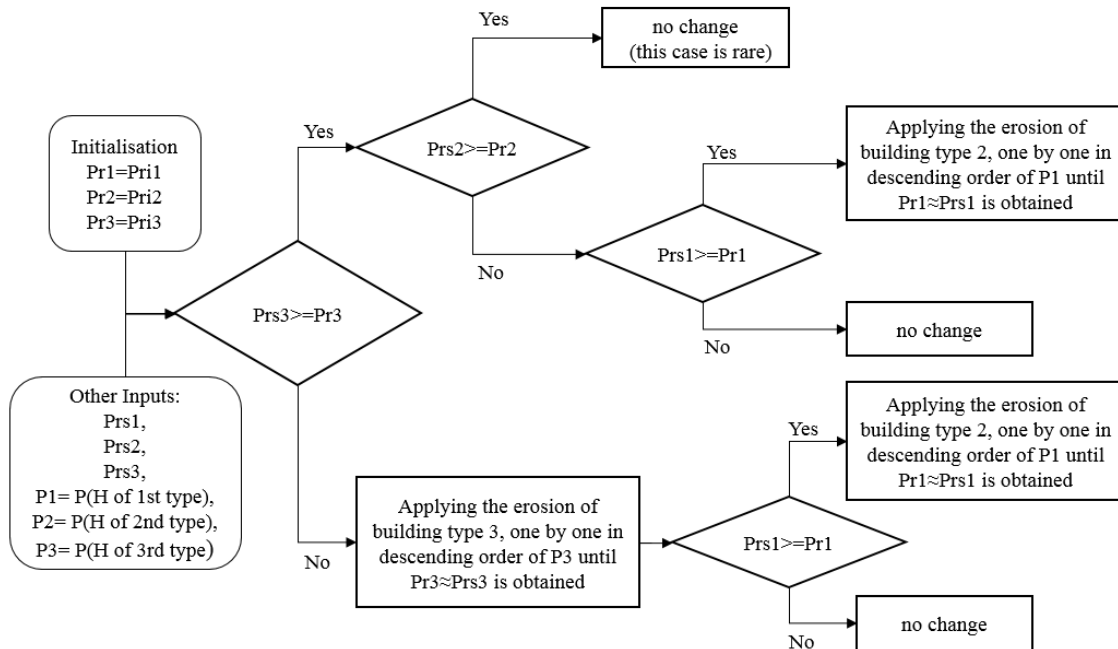 Yes
no change
(this case is rare)
Initialisation
Pr1=Pri1
Pr2=Pri2
Pr3=Pri3
Yes
Prs2>=Pr2
Yes
Applying the erosion of
building type 2, one by one in
descending order of P1 until
Pr1≈Prs1 is obtained
No
Prs1>=Pr1
Prs3>=Pr3
No
no change
Other Inputs:
Prs1,
Prs2,
Prs3,
P1= P(H of 1st type),
P2= P(H of 2nd type),
P3= P(H of 3rd type)
No
Applying the erosion of
building type 3, one by one in
descending order of P3 until
Pr3≈Prs3 is obtained
Prs1>=Pr1
Yes
Applying the erosion of
building type 2, one by one in
descending order of P1 until
Pr1≈Prs1 is obtained
No
no change